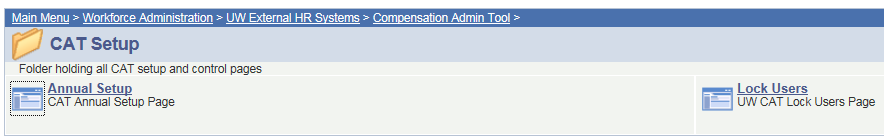 Main Menu > Workforce Administration > UW External HR Systems > Compensation Admin Tool >
CAT Setup
Folder holding all CAT setup and control pages
Annual Setup
CAT Annual Setup Page
Lock Users
UW CAT Lock Users Page